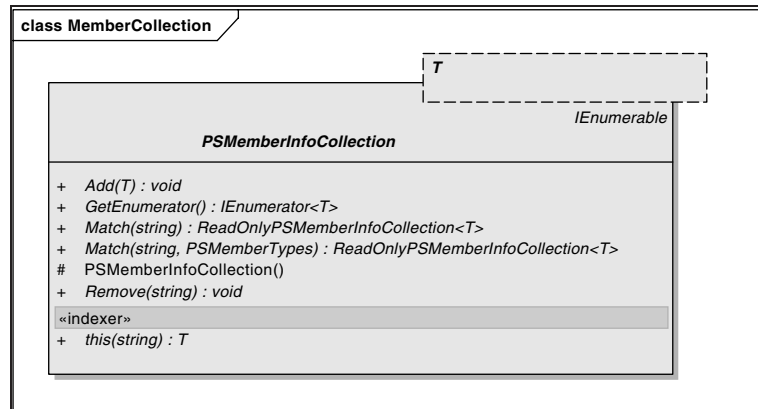 class MemberCollection
T
IEnumerable
PSMemberInfoCollection
+ Add(T) : void
+ GetEnumerator() : IEnumerator<T>
+ Match(string) : ReadOnlyPSMemberInfoCollection<T>
+ Match(string, PSMemberTypes) : ReadOnlyPSMemberInfoCollection<T>
# PSMemberInfoCollection()
+ Remove(string) : void
«indexer»
+ this(string) : T